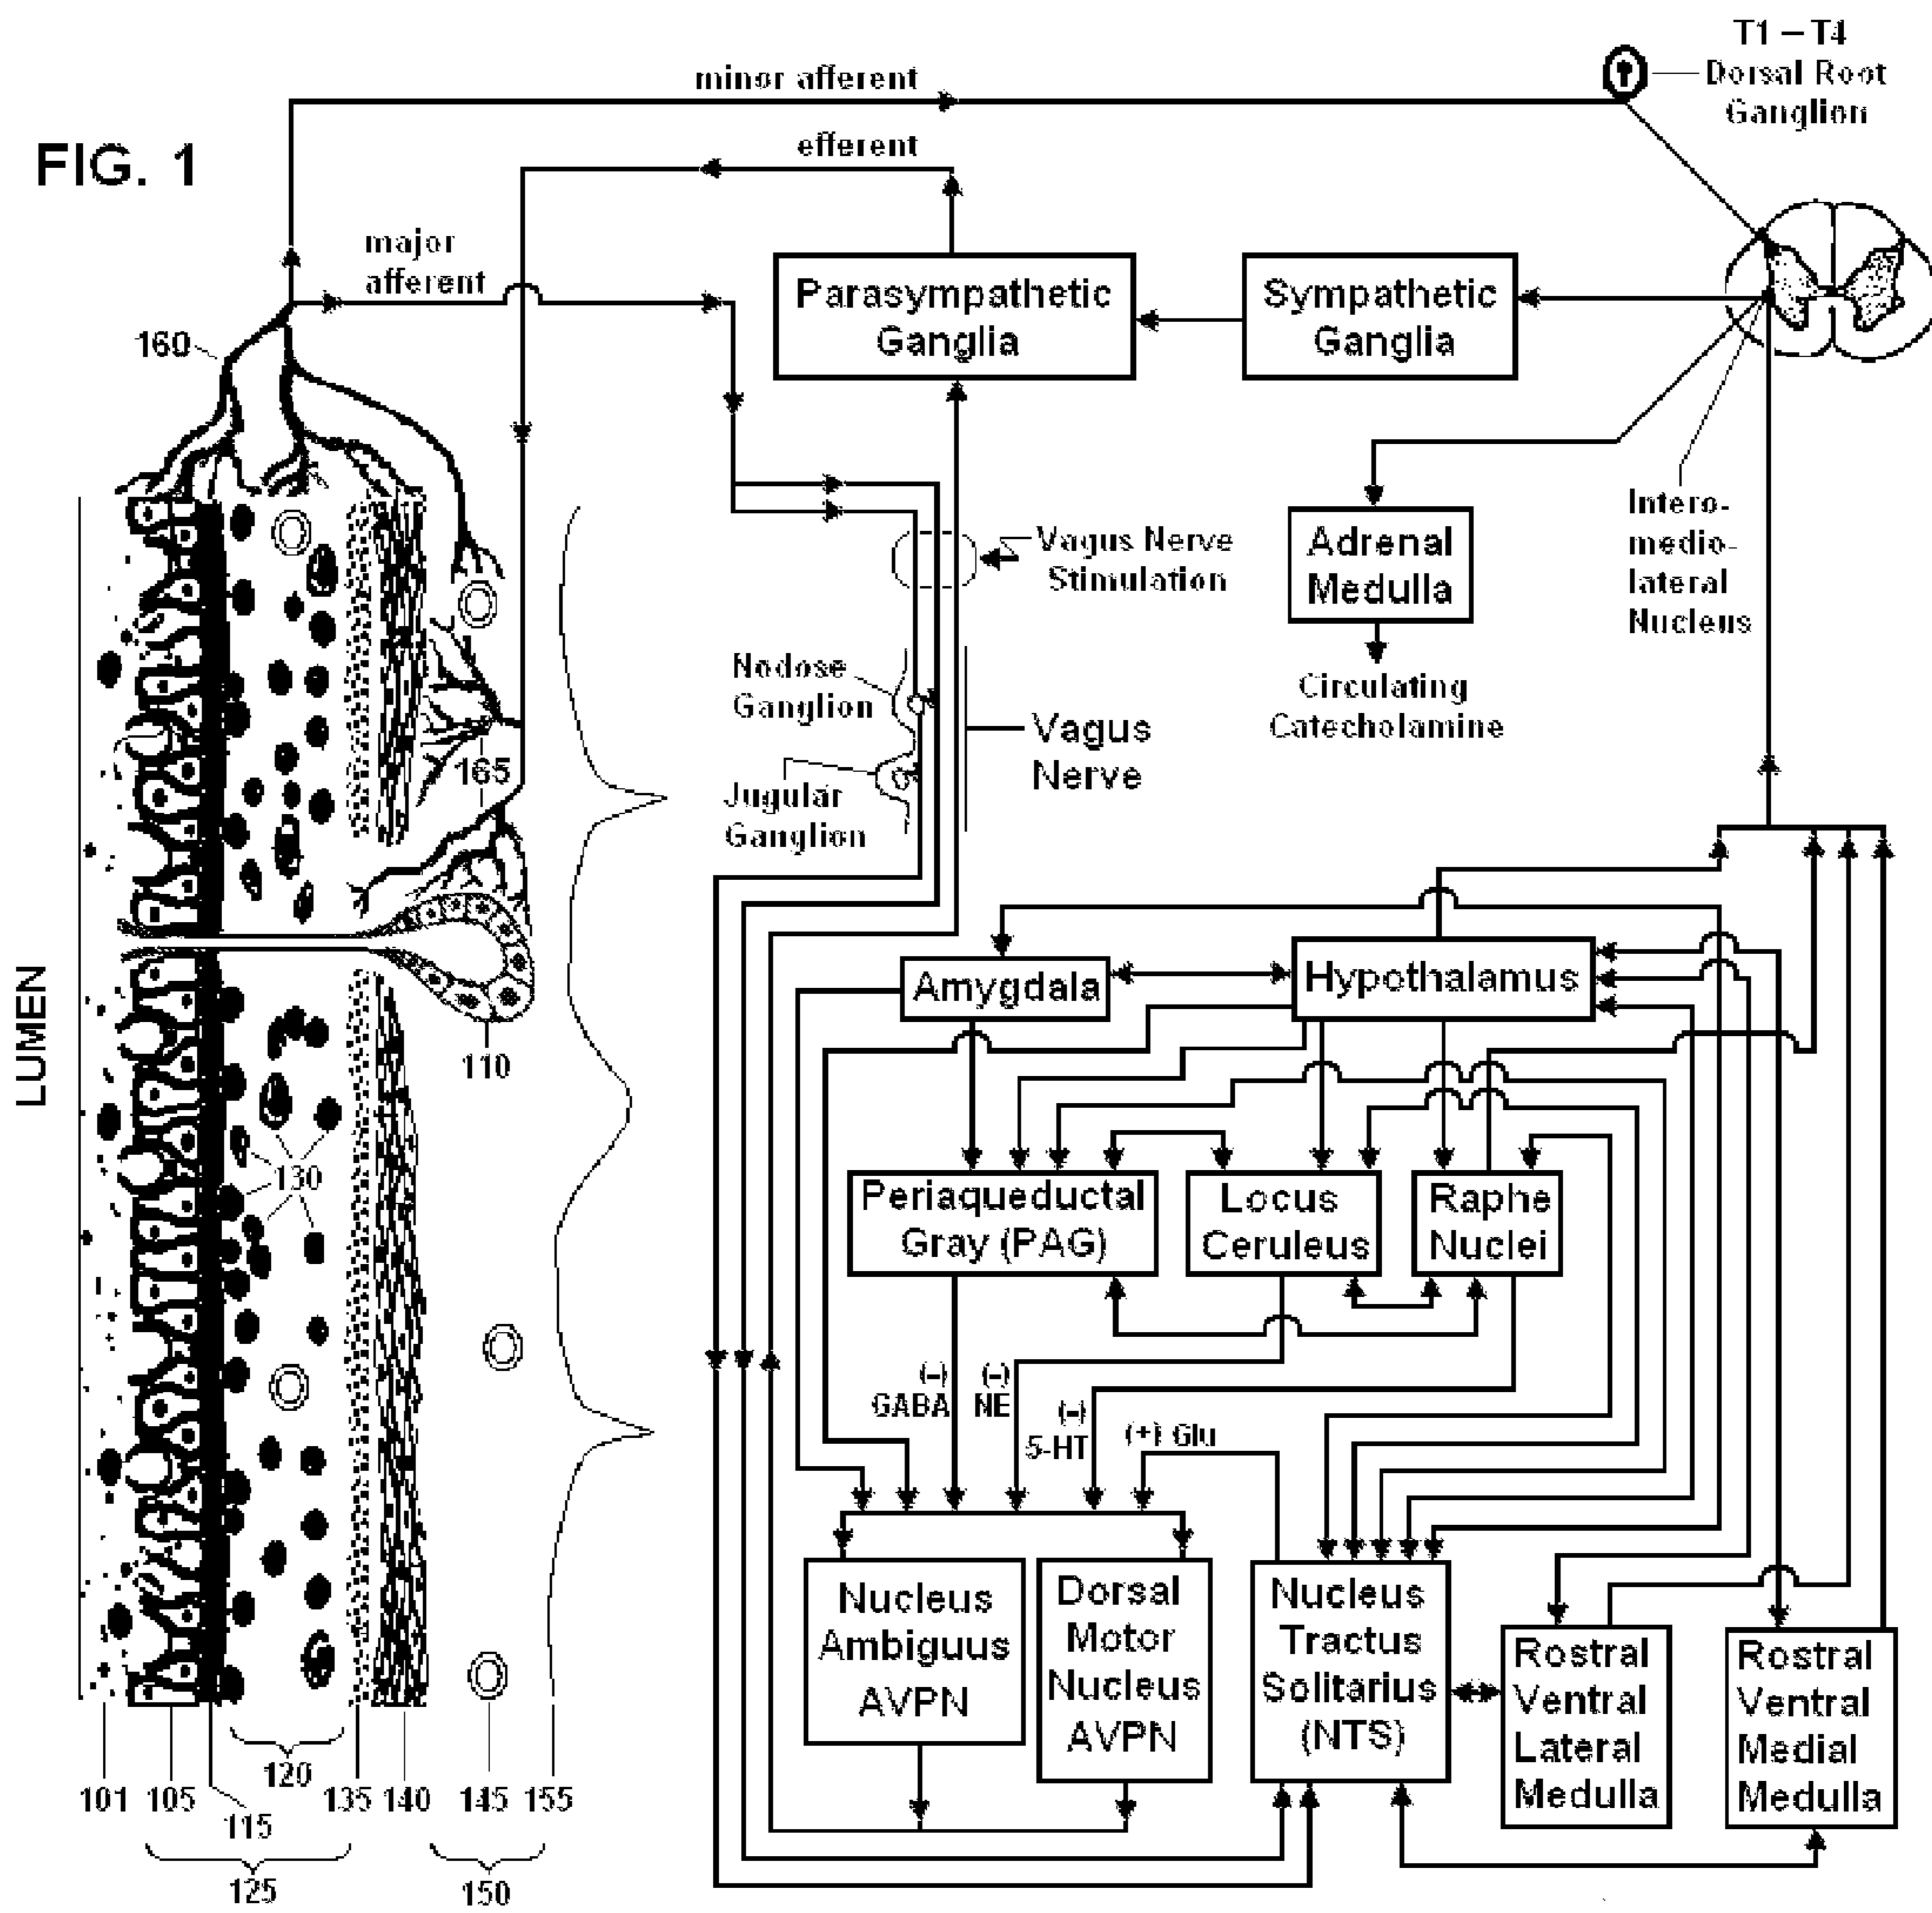 FIG. 1
T1 – T4
Dorsal Root
Ganglion
minor afferent
efferent
major
afferent
160
Parasympathetic
Ganglia
Sympathetic
Ganglia
Vagus Nerve
Stimulation
Adrenal
Medulla
Intero-
medio-
lateral
Nucleus
Circulating
Catecholamine
Nodose
Ganglion
Vagus
Nerve
Jugular
Ganglion
165
LUMEN
110
130
Amygdala
Hypothalamus
Periaqueductal
Gray (PAG)
Locus
Ceruleus
Raphe
Nuclei
(-)
GABA
(-)
NE
(-)
5-HT
(+) Glu
Nucleus
Ambiguus
AVPN
Dorsal
Motor
Nucleus
AVPN
Nucleus
Tractus
Solitarius
(NTS)
Rostral
Ventral
Lateral
Medulla
Rostral
Ventral
Medial
Medulla
101
105
115
120
135
140
145
155
125
150